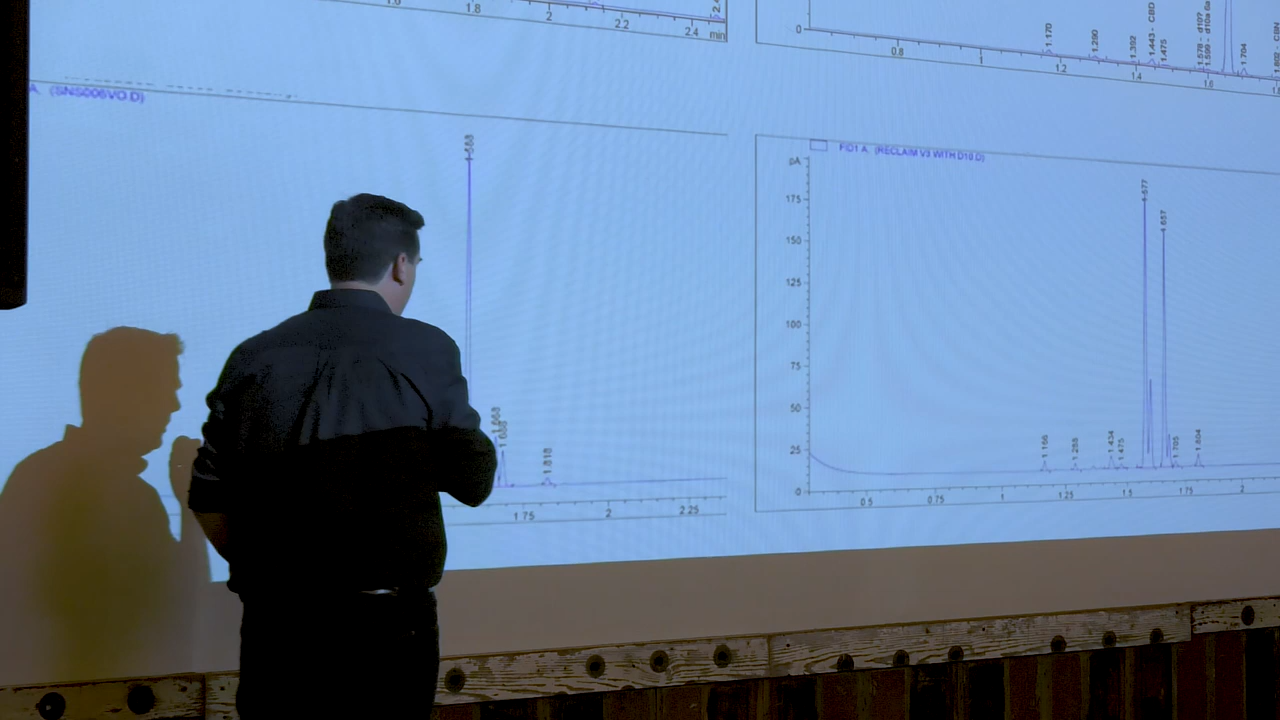 1.8 2 2.2 2.4 min
0 0.8 1 1.2 1.4 1.6
1.170
1.290
1.392
1.443 - CBD
1.475
1.704
A. (SNS006VO.D)
1.668
1.818
1.75 2 2.25
FID1 A. (RECLAIM V3 WITH D10.D)
pA
175
150
125
100
75
50
25
0
1.577
1.657
1.166
1.288
1.434
1.475
1.705
1.804
0.5 0.75 1 1.25 1.5 1.75 2